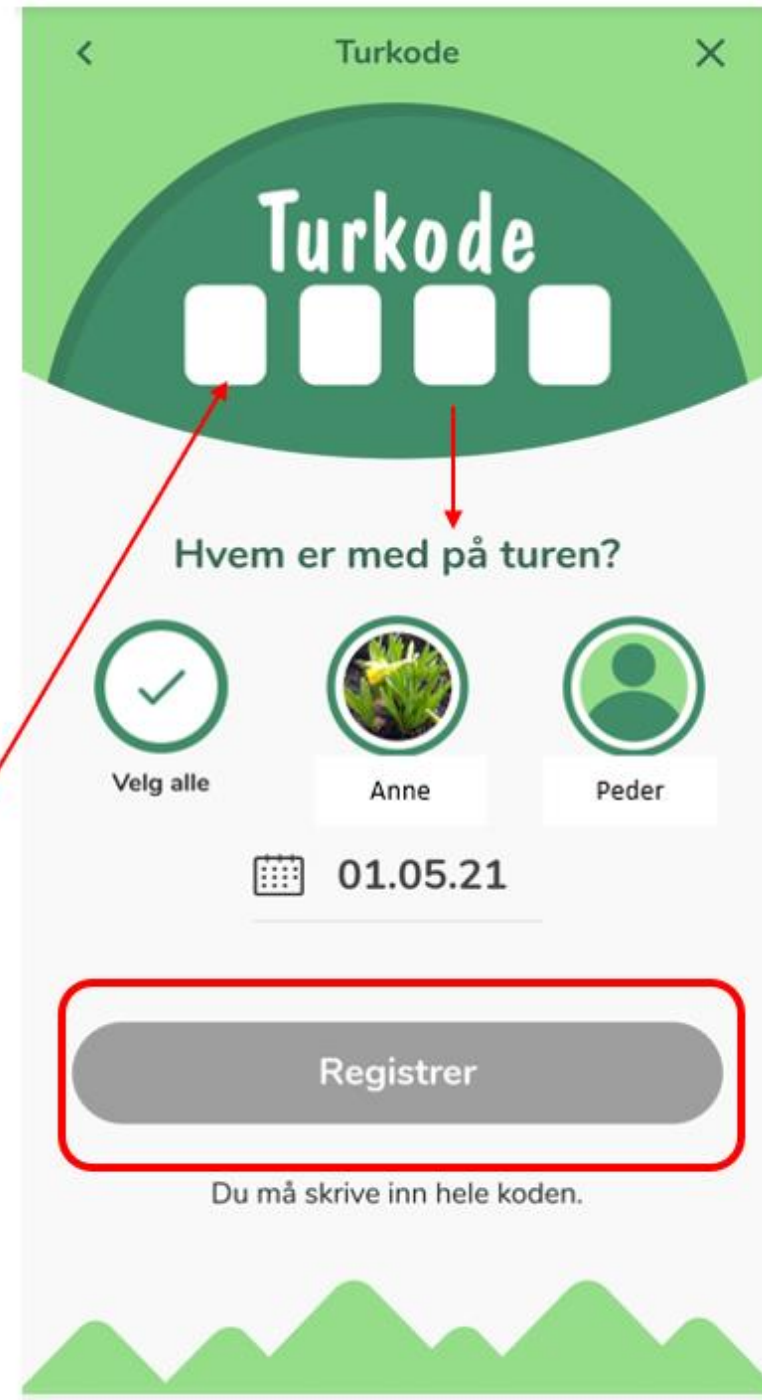 Turkode
Turkode
Hvem er med på turen?
Velg alle
Anne
Peder
01.05.21
Registrer
Du må skrive inn hele koden.